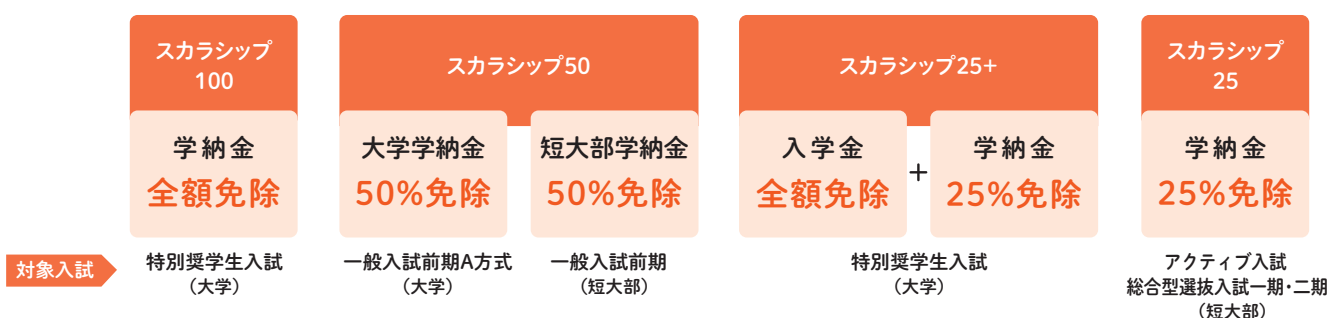 スカラシップ
100
スカラシップ50
スカラシップ25+
スカラシップ
25
学納金
全額免除
大学学納金
50%免除
短大部学納金
50%免除
入学金
全額免除
+
学納金
25%免除
学納金
25%免除
対象入試
特別奨学生入試
（大学）
一般入試前期A方式
（大学）
一般入試前期
（短大部）
特別奨学生入試
（大学）
アクティブ入試
総合型選抜入試一期・二期
（短大部）